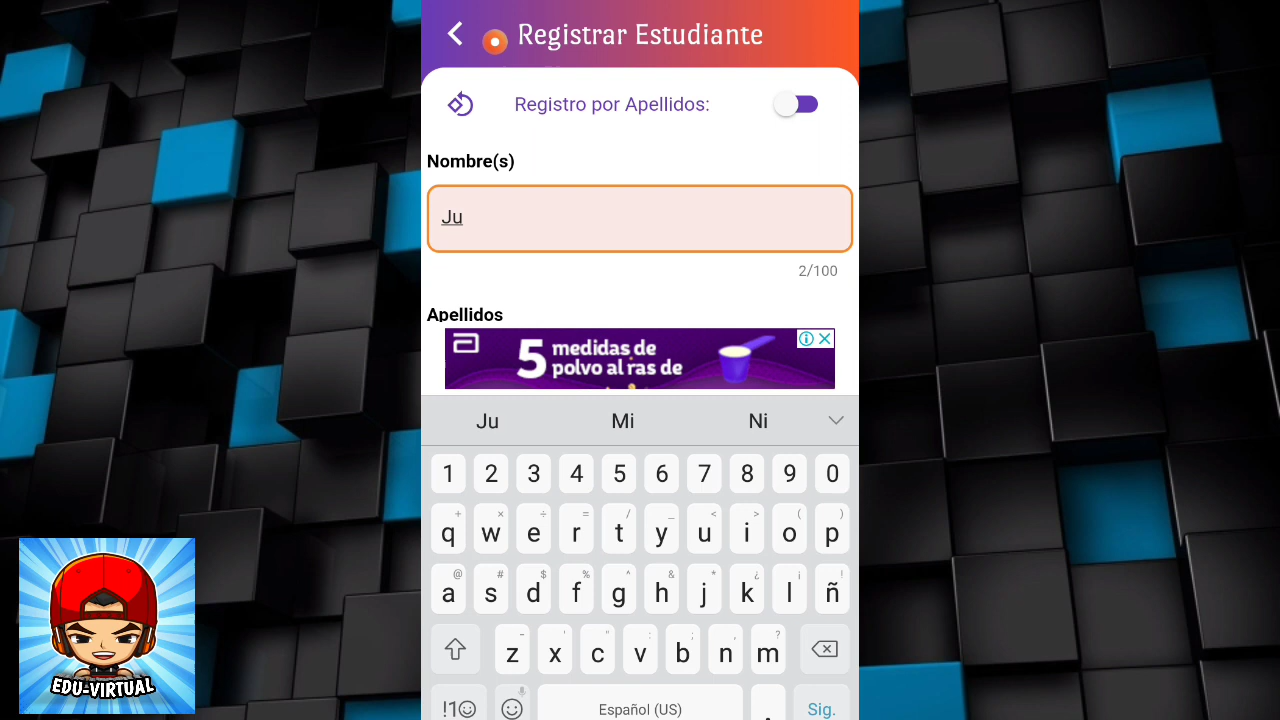 Registrar Estudiante
Registro por Apellidos:
Nombre(s)
Ju
2/100
Apellidos
5 medidas de
polvo al ras de
Ju Mi Ni
1 2 3 4 5 6 7 8 9 0
+ × ÷ = / _ < > ( )
q w e r t y u i o p
@ # $ % ^ & * ¿ ¡ !
a s d f g h j k l ñ
- ' " : ; , ?
z x c v b n m
!1☺ Español (US) . Sig.
EDU-VIRTUAL